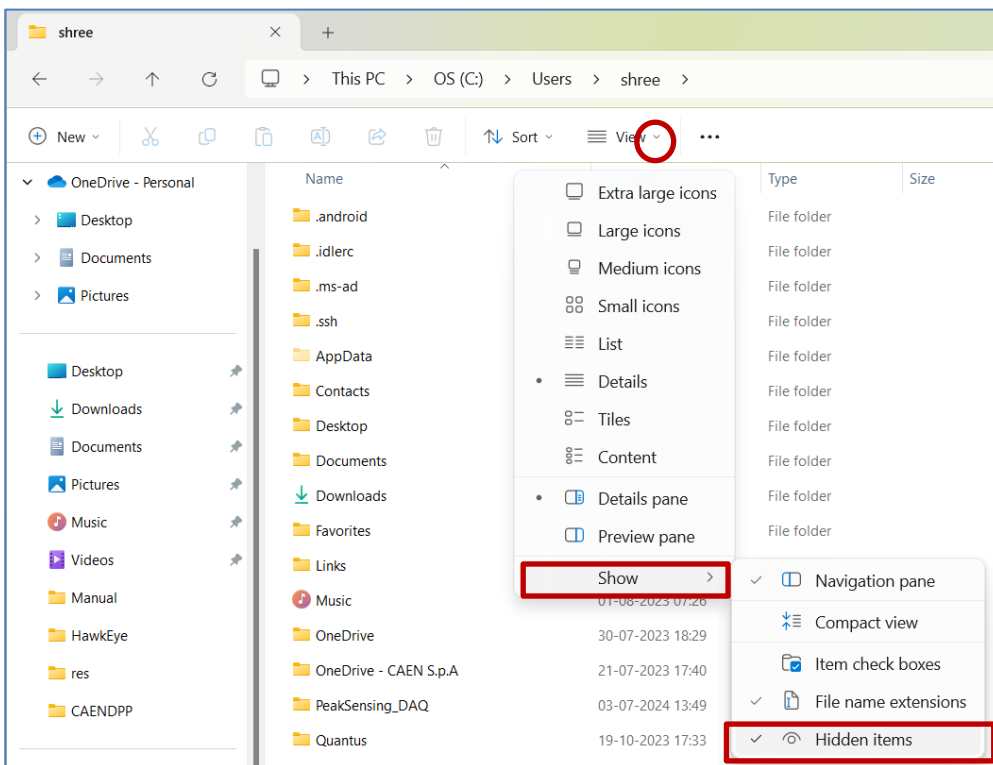 shree
This PC > OS (C:) > Users > shree >
New Sort View ...
Name Type Size
OneDrive - Personal
Desktop
Documents
Pictures
Desktop
Downloads
Documents
Pictures
Music
Videos
Manual
HawkEye
res
CAENDPP
.android File folder
.idlerc File folder
.ms-ad File folder
.ssh File folder
AppData File folder
Contacts File folder
Desktop File folder
Documents File folder
Downloads File folder
Favorites File folder
Links
Music 01-08-2023 07:26
OneDrive 30-07-2023 18:29
OneDrive - CAEN S.p.A 21-07-2023 17:40
PeakSensing_DAQ 03-07-2024 13:49
Quantus 19-10-2023 17:33
Extra large icons
Large icons
Medium icons
Small icons
List
Details
Tiles
Content
Details pane
Preview pane
Show
Navigation pane
Compact view
Item check boxes
File name extensions
Hidden items